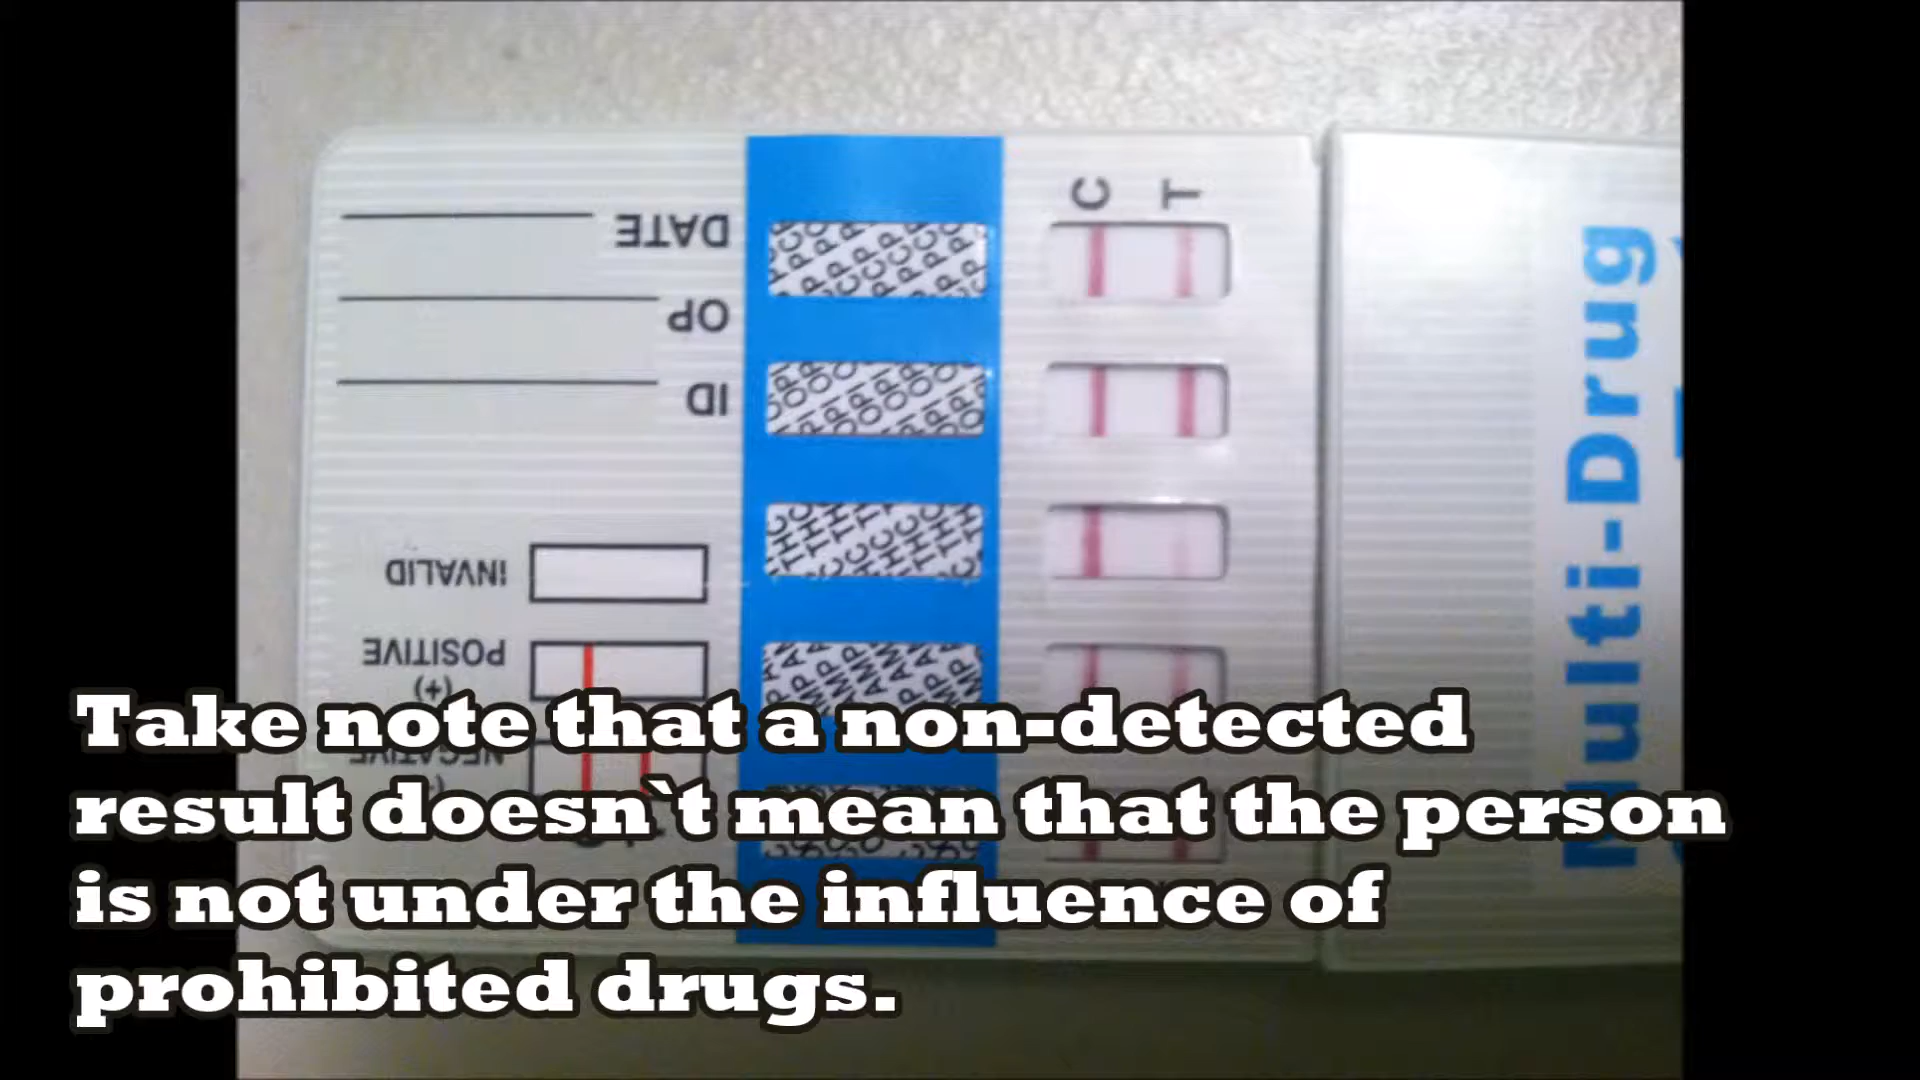 DATE
OP
ID
INVALID
POSITIVE
(+)
NEGATIVE
C T
Multi-Drug
Take note that a non-detected
result doesn`t mean that the person
is not under the influence of
prohibited drugs.